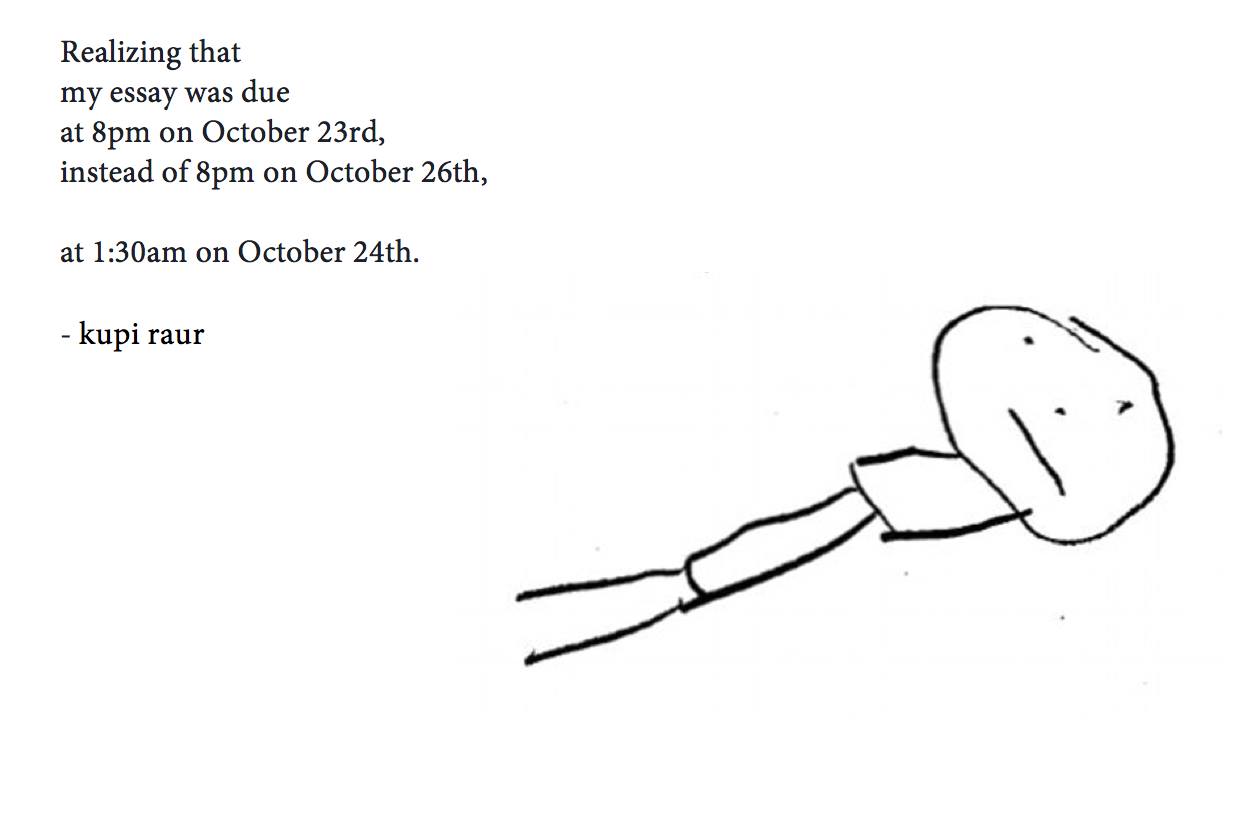 Realizing that
my essay was due
at 8pm on October 23rd,
instead of 8pm on October 26th,
at 1:30am on October 24th.
- kupi raur